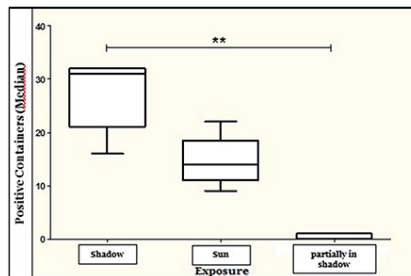 Positive Containers (Median)
40
30
20
10
0
**
Shadow
Sun
partially in
shadow
Exposure